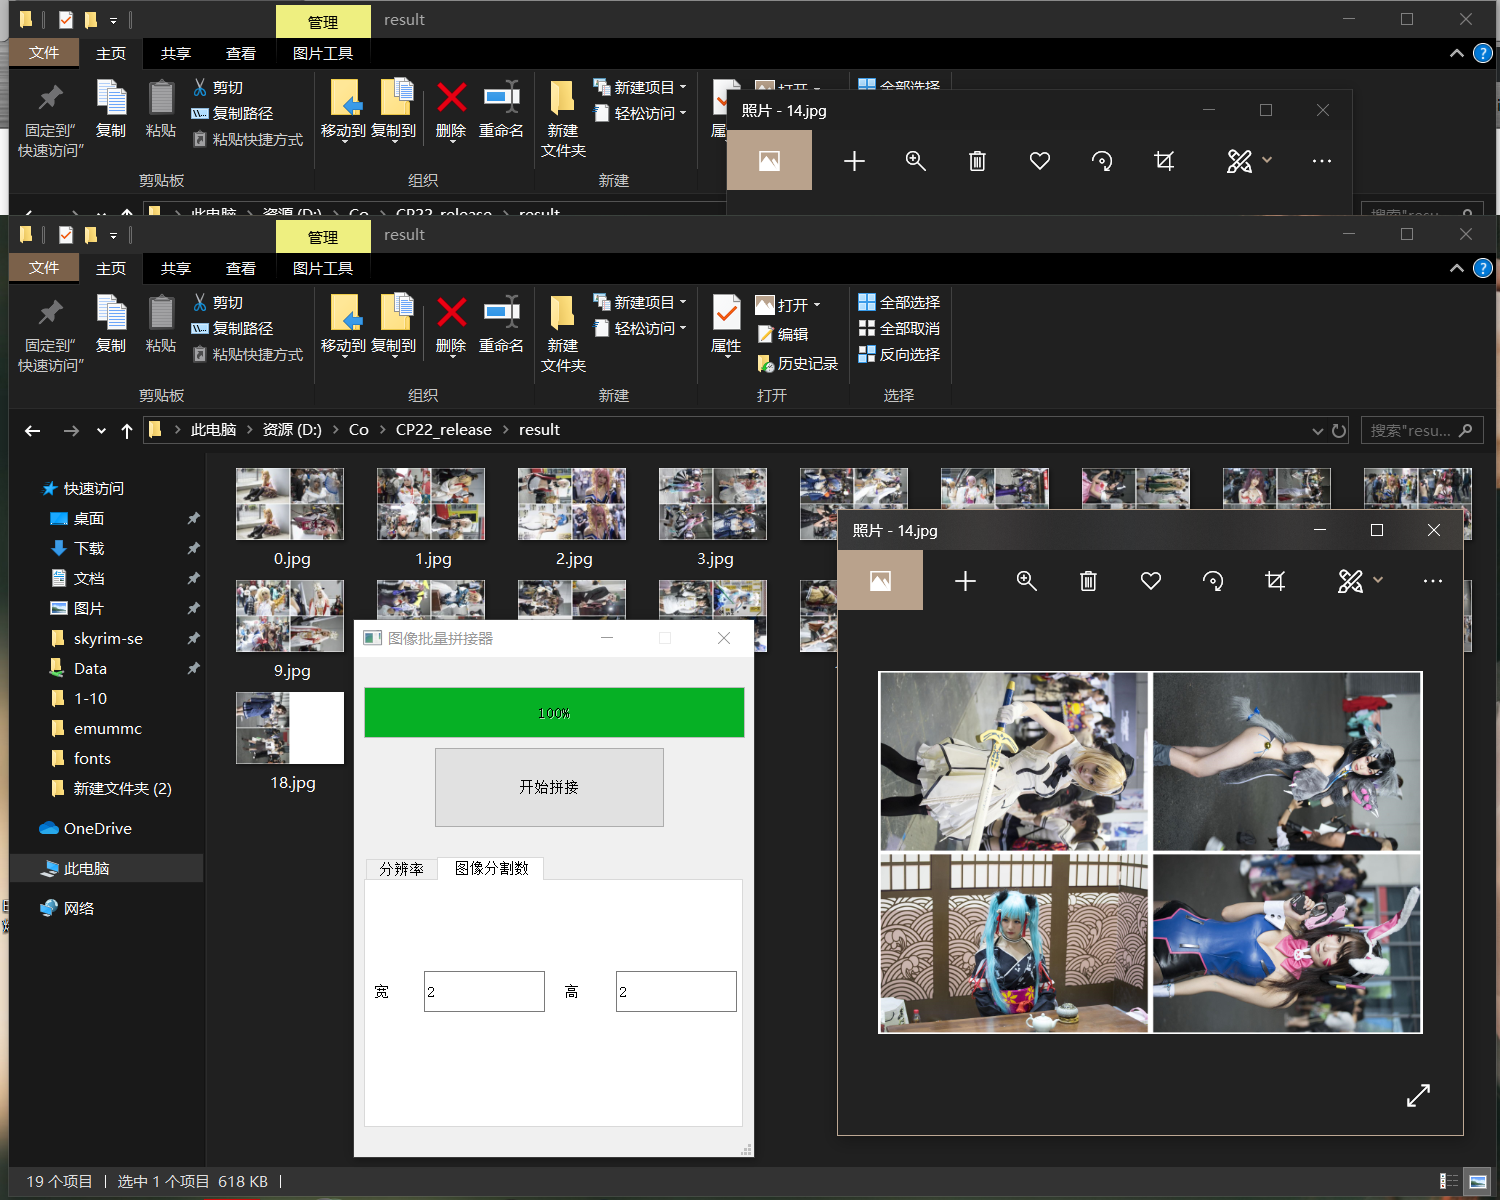 管理
result
文件
主页
共享
查看
图片工具
固定到“
快速访问”
复制
粘贴
剪切
复制路径
粘贴快捷方式
剪贴板
移动到
复制到
删除
重命名
组织
新建
文件夹
新建项目
轻松访问
新建
照片 - 14.jpg
此电脑 资源 (D:) Co CP22_release result
管理
result
文件
主页
共享
查看
图片工具
固定到“
快速访问”
复制
粘贴
剪切
复制路径
粘贴快捷方式
剪贴板
移动到
复制到
删除
重命名
组织
新建
文件夹
新建项目
轻松访问
新建
属性
打开
编辑
历史记录
打开
全部选择
全部取消
反向选择
选择
此电脑 资源 (D:) Co CP22_release result
搜索"resu...
快速访问
桌面
下载
文档
图片
skyrim-se
Data
1-10
emummc
fonts
新建文件夹 (2)
OneDrive
此电脑
网络
0.jpg
1.jpg
2.jpg
3.jpg
9.jpg
18.jpg
图像批量拼接器
100%
开始拼接
分辨率
图像分割数
宽
2
高
2
照片 - 14.jpg
19 个项目
选中 1 个项目 618 KB